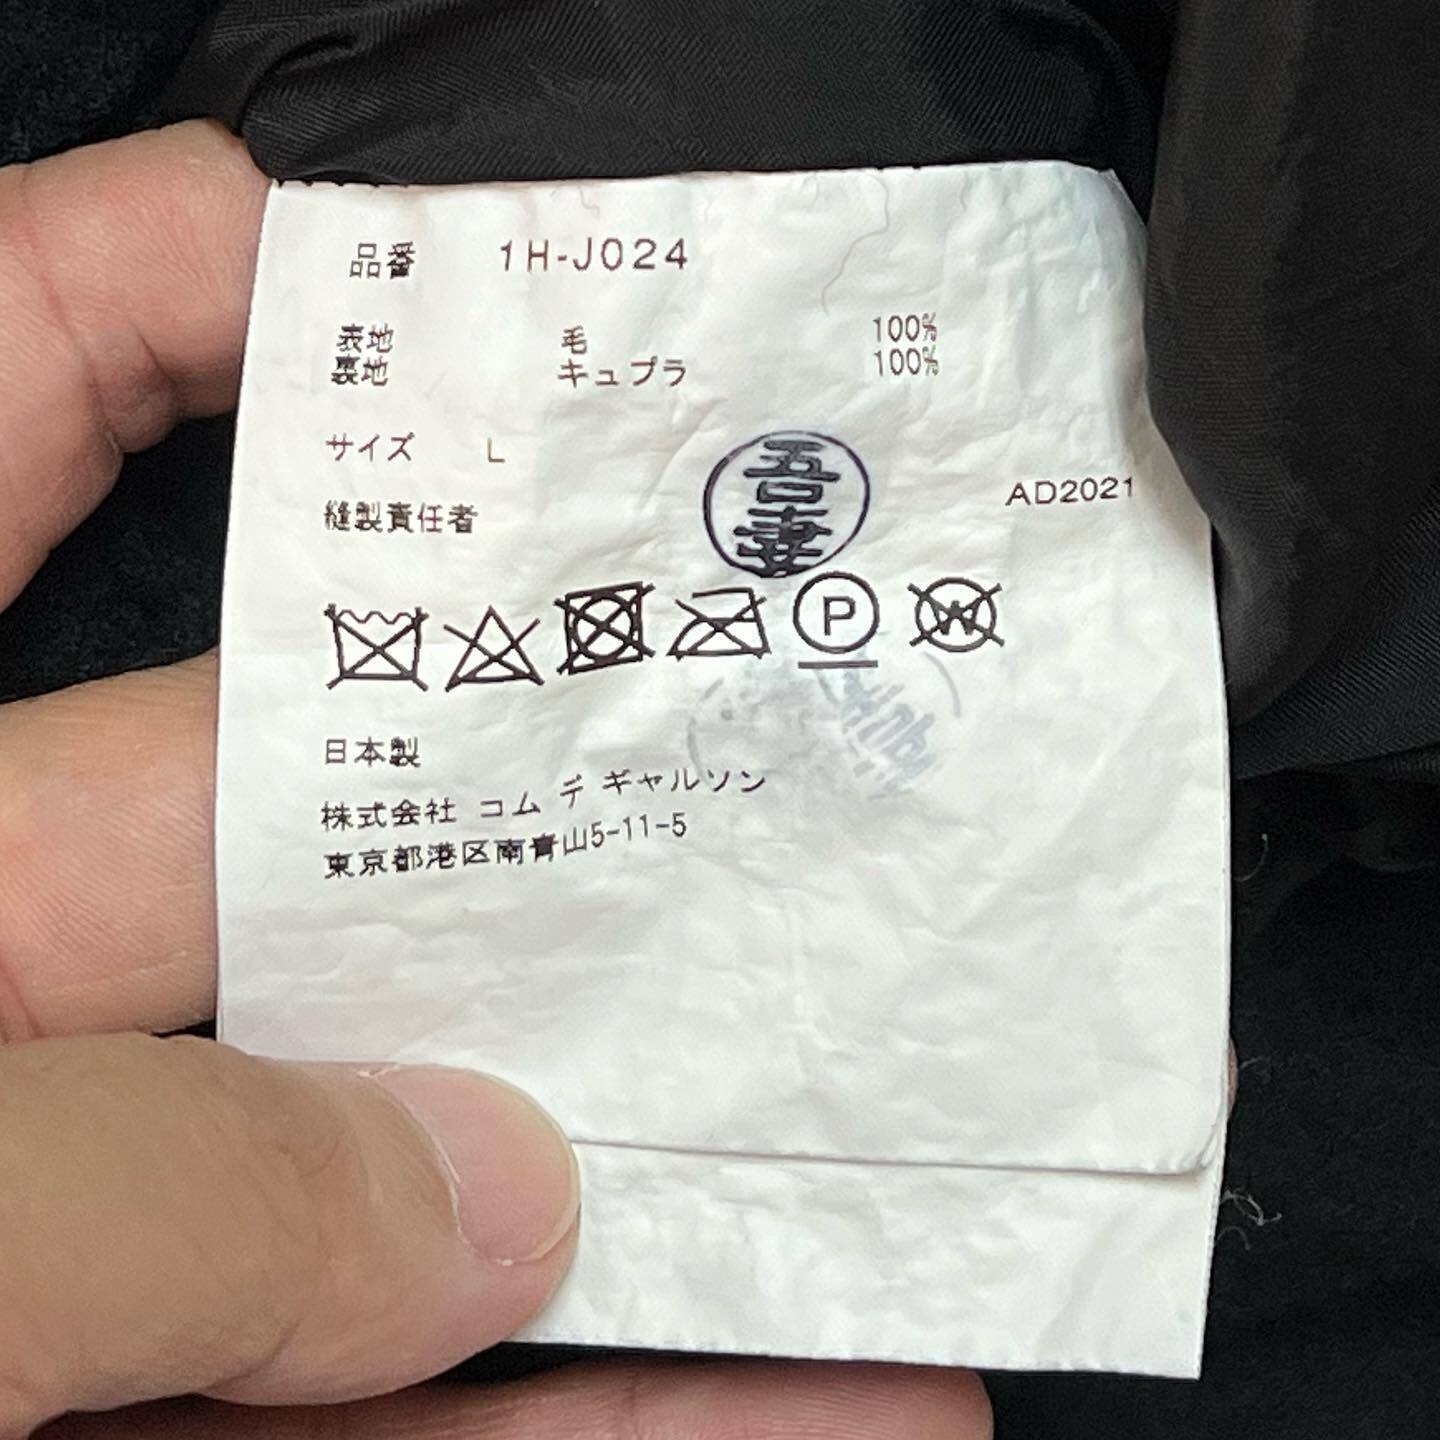 品番 1H-J024
表地 毛 100%
裏地 キュプラ 100%
サイズ L
吾妻
AD2021
縫製責任者
P W
日本製
株式会社 コム デ ギャルソン
東京都港区南青山5-11-5